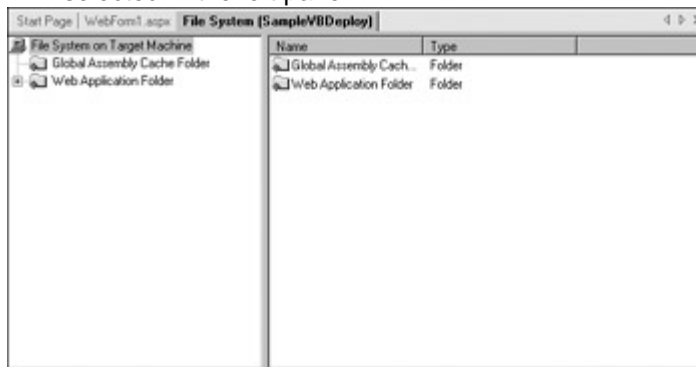 Start Page | WebForm1.aspx File System (SampleVBDeploy)
File System on Target Machine
Global Assembly Cache Folder
Web Application Folder
Name Type
Global Assembly Cach... Folder
Web Application Folder Folder